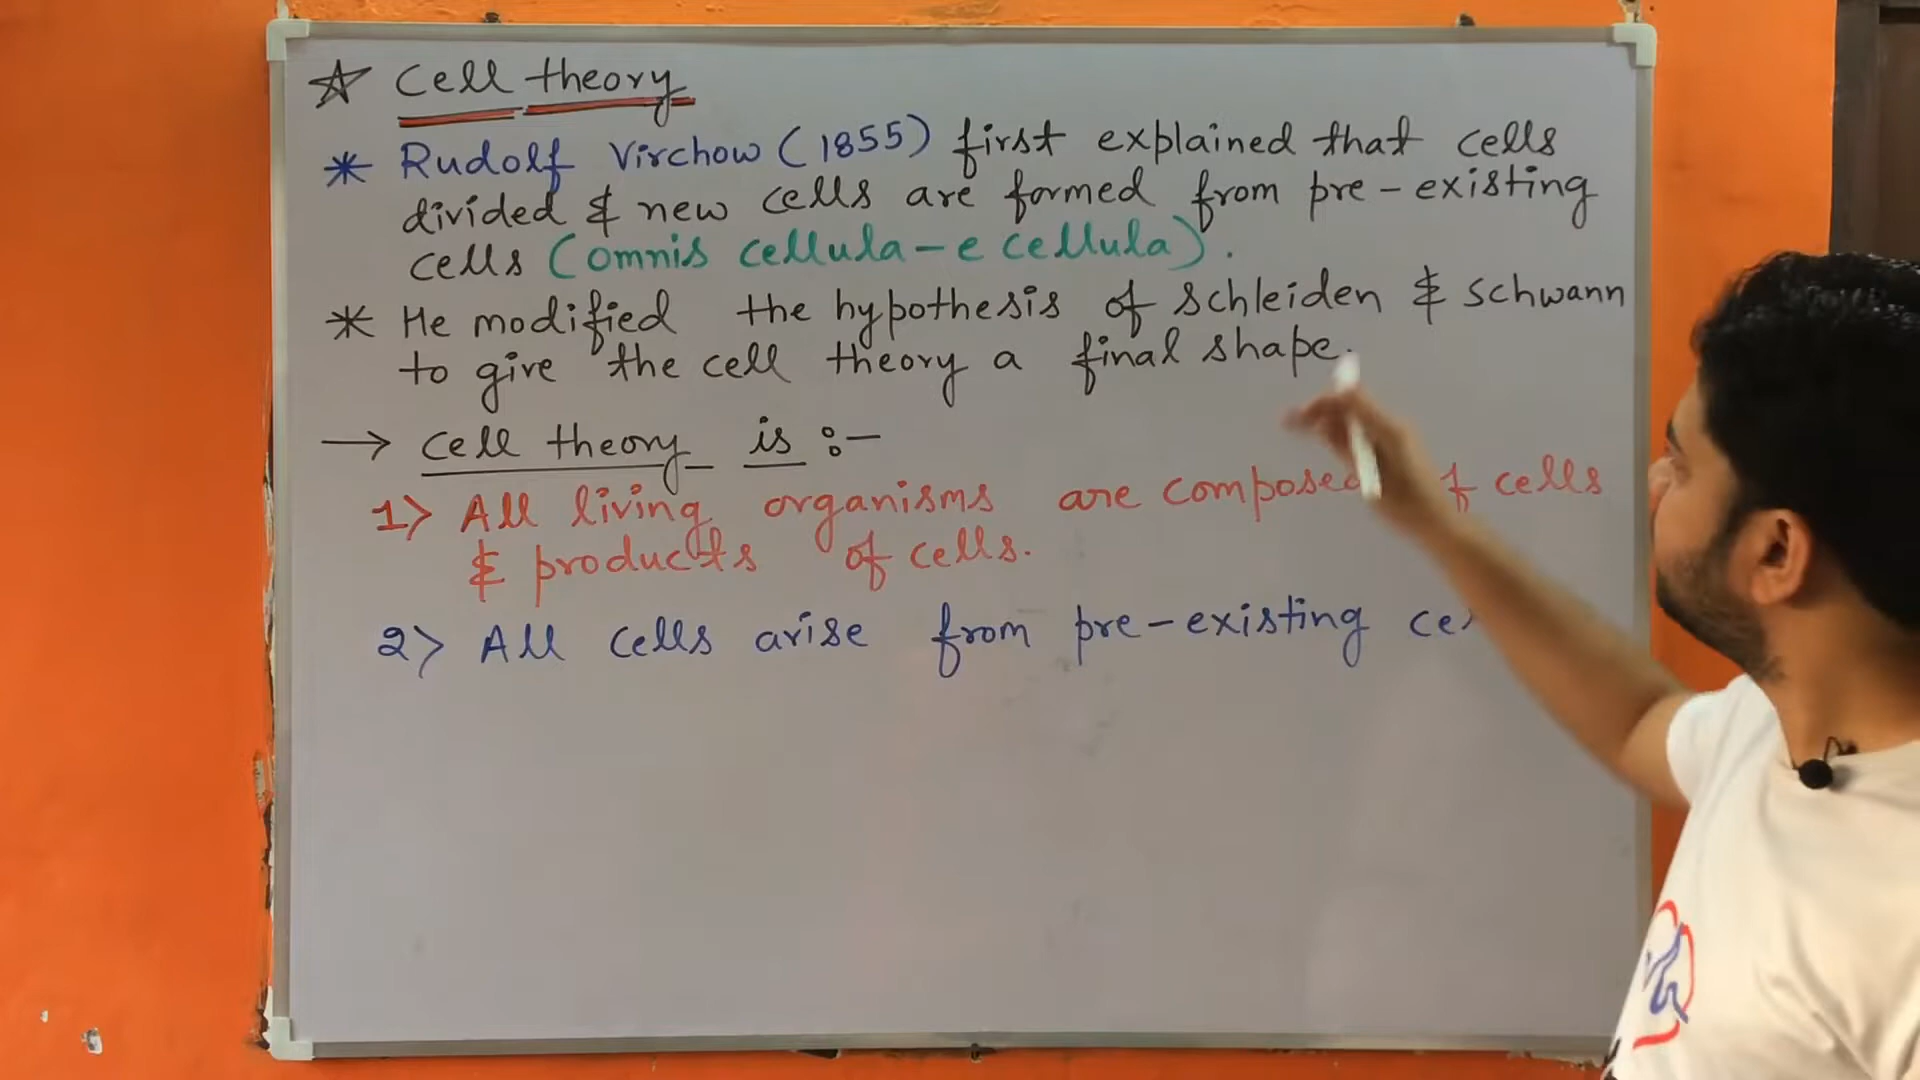 ☆ Cell theory
* Rudolf Virchow (1855) first explained that cells
divided & new cells are formed from pre-existing
cells (omnis cellula-e cellula).
* He modified the hypothesis of Schleiden & Schwann
to give the cell theory a final shape.
→ cell theory is :-
1) All living organisms are composed cells
& products of cells.
2) All cells arise from pre-existing